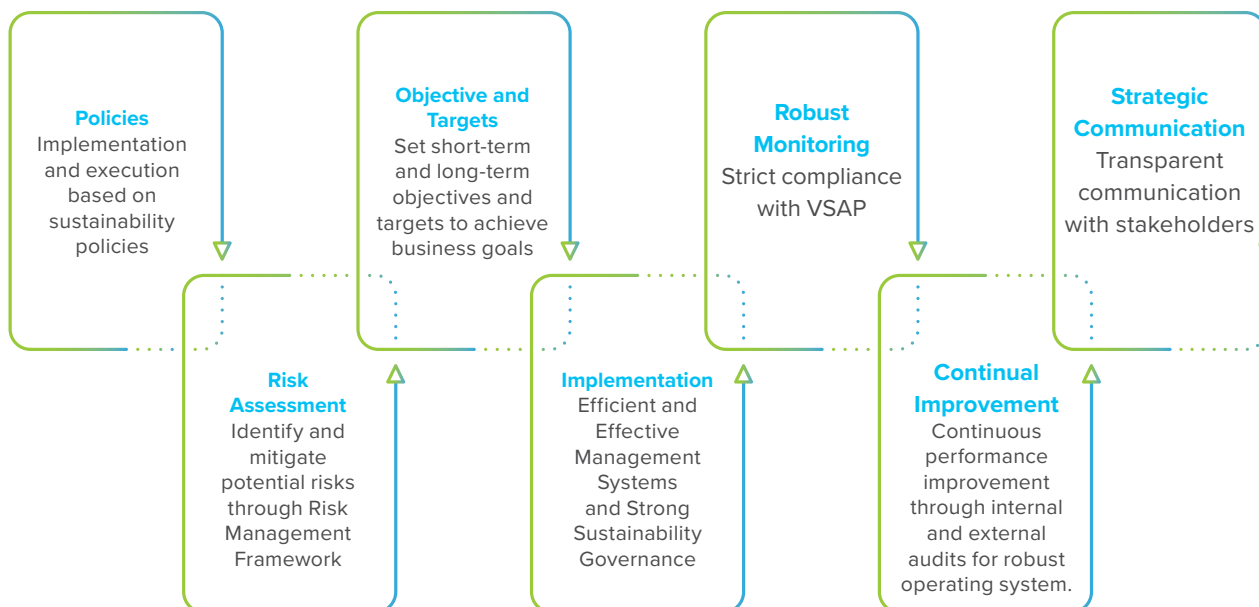 Policies
Implementation
and execution
based on
sustainability
policies
Risk
Assessment
Identify and
mitigate
potential risks
through Risk
Management
Framework
Objective and
Targets
Set short-term
and long-term
objectives and
targets to achieve
business goals
Implementation
Efficient and
Effective
Management
Systems
and Strong
Sustainability
Governance
Robust
Monitoring
Strict compliance
with VSAP
Continual
Improvement
Continuous
performance
improvement
through internal
and external
audits for robust
operating system.
Strategic
Communication
Transparent
communication
with stakeholders